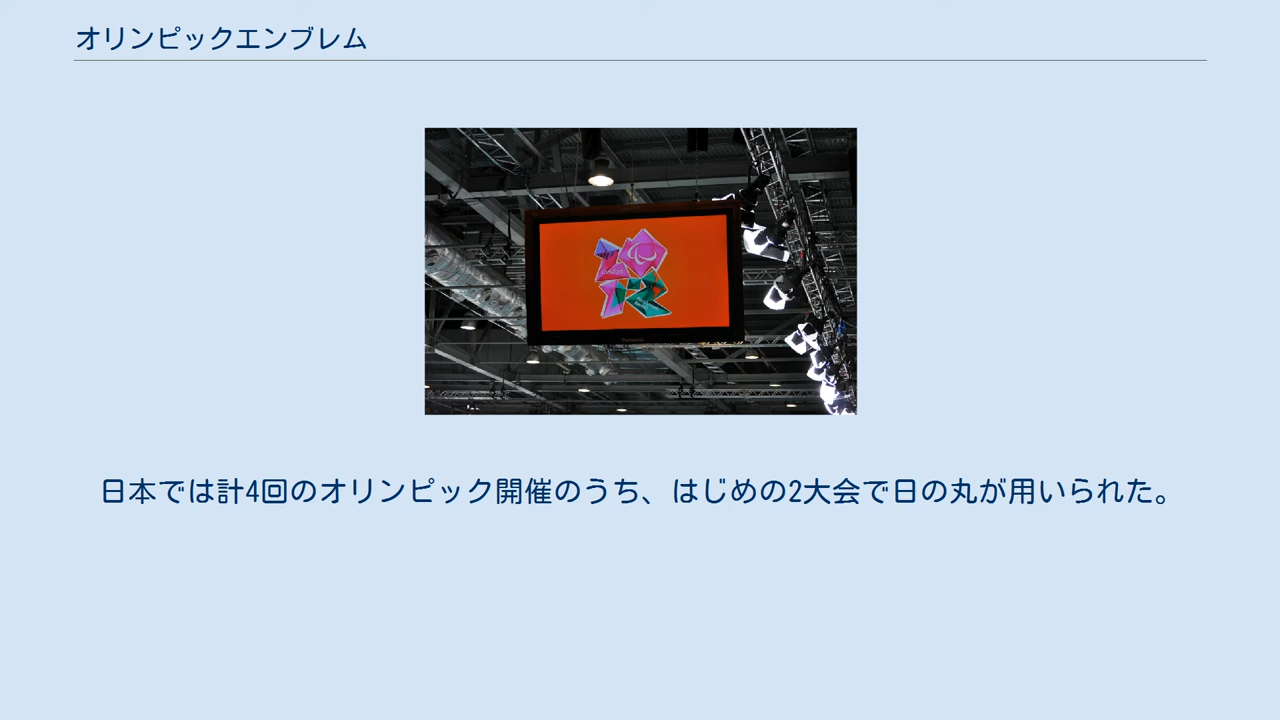 オリンピックエンブレム
london
日本では計4回のオリンピック開催のうち、はじめの2大会で日の丸が用いられた。